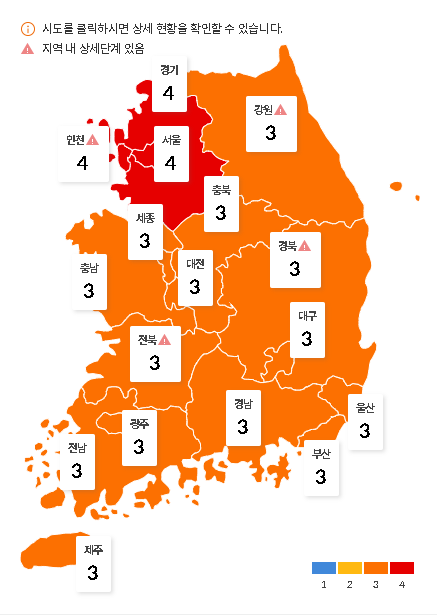 시도를 클릭하시면 상세 현황을 확인할 수 있습니다.
지역 내 상세단계 있음
경기
4
강원
3
인천
4
서울
4
충북
3
세종
3
경북
3
대전
3
충남
3
대구
3
전북
3
경남
3
울산
3
광주
3
전남
3
부산
3
제주
3
1 2 3 4